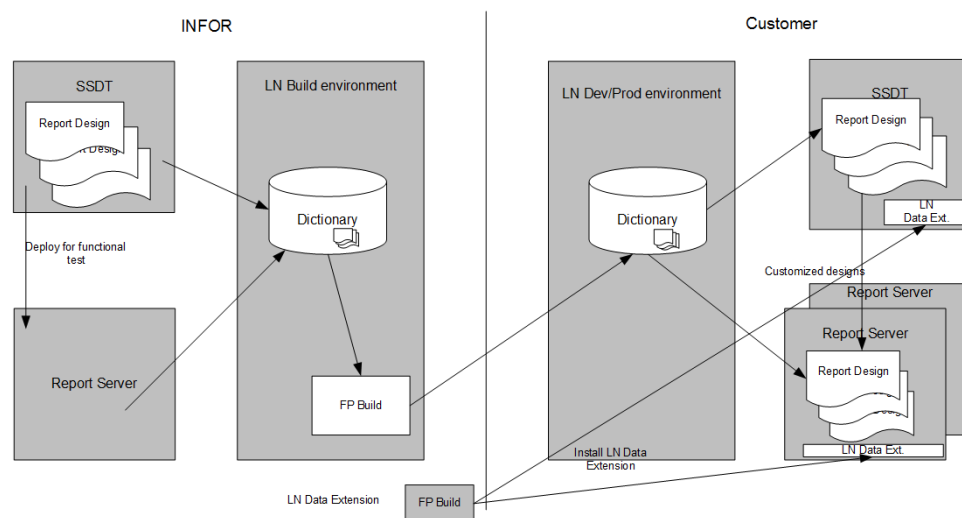 INFOR
Customer
SSDT
Report Design
Report Design
LN Build environment
Dictionary
Deploy for functional
test
Report Server
FP Build
LN Data Extension
FP Build
LN Dev/Prod environment
Dictionary
Install LN Data
Extension
SSDT
Report Design
LN
Data Ext.
Customized designs
Report Server
Report Server
Report Design
LN Data Ext.